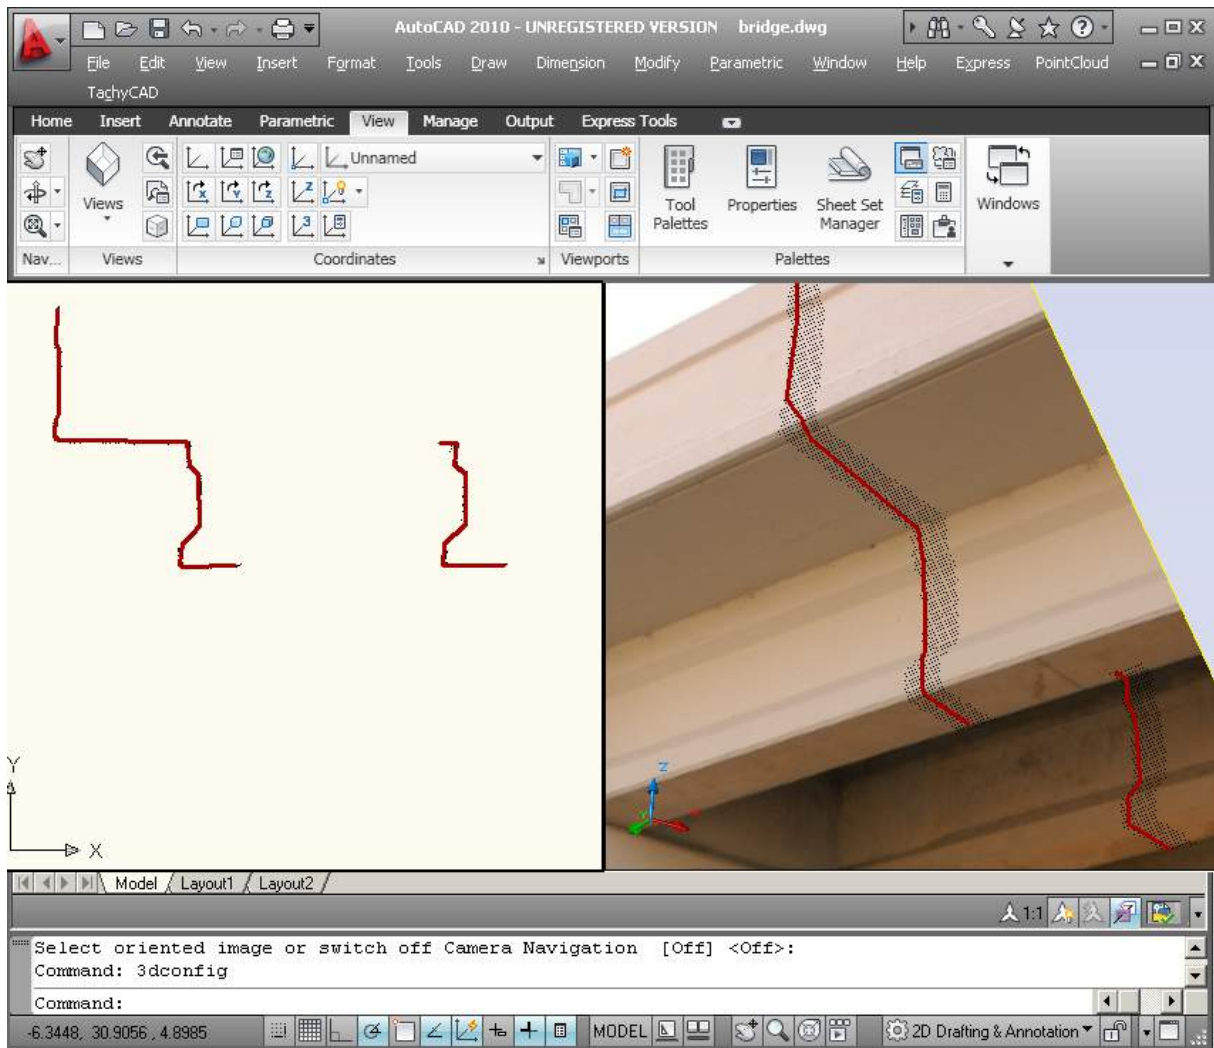 AutoCAD 2010 - UNREGISTERED VERSION bridge.dwg
File Edit View Insert Format Tools Draw Dimension Modify Parametric Window Help Express PointCloud
TachyCAD
Home Insert Annotate Parametric View Manage Output Express Tools
Unnamed
Views
Tool Palettes
Properties
Sheet Set Manager
Windows
Nav... Views Coordinates Viewports Palettes
Z
Y
X
Model Layout1 Layout2
1:1
Select oriented image or switch off Camera Navigation [Off] <Off>:
Command: 3dconfig
Command:
-6.3448, 30.9056 , 4.8985 MODEL 2D Drafting & Annotation